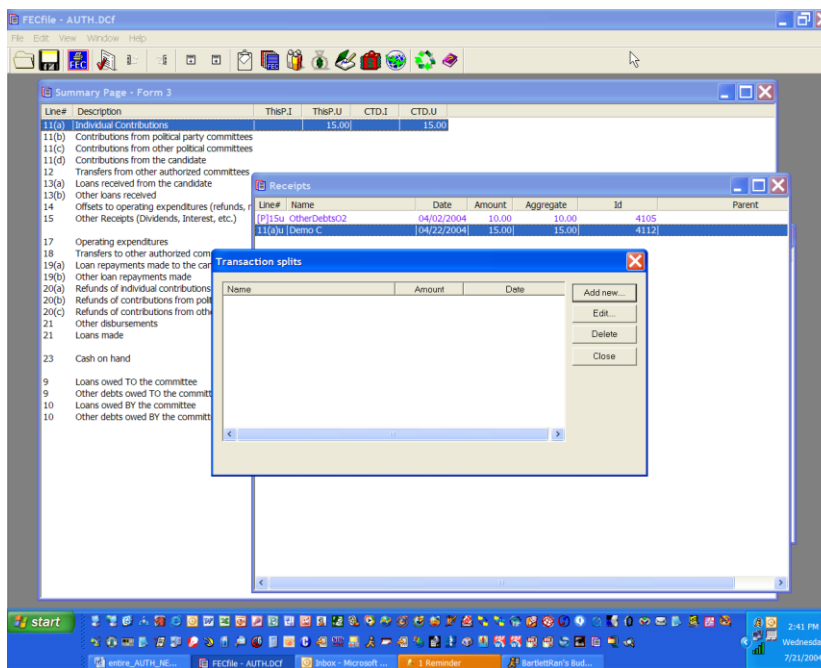 FECfile - AUTH.DCf
File Edit View Window Help
Summary Page - Form 3
Line# Description ThisP.I ThisP.U CTD.I CTD.U
11(a) Individual Contributions 15.00 15.00
11(b) Contributions from political party committees
11(c) Contributions from other political committees
11(d) Contributions from the candidate
12 Transfers from other authorized committees
13(a) Loans received from the candidate
13(b) Other loans received
14 Offsets to operating expenditures (refunds, r
15 Other Receipts (Dividends, Interest, etc.)
17 Operating expenditures
18 Transfers to other authorized com
19(a) Loan repayments made to the can
19(b) Other loan repayments made
20(a) Refunds of individual contributions
20(b) Refunds of contributions from polit
20(c) Refunds of contributions from othe
21 Other disbursements
21 Loans made
23 Cash on hand
9 Loans owed TO the committee
9 Other debts owed TO the committ
10 Loans owed BY the committee
10 Other debts owed BY the committ
Receipts
Line# Name Date Amount Aggregate Id Parent
[P]15u OtherDebtsO2 04/02/2004 10.00 10.00 4105
11(a)u Demo C 04/22/2004 15.00 15.00 4112
Transaction splits
Name Amount Date
Add new...
Edit...
Delete
Close
start
2:41 PM
Wednesda
7/21/2004
entire_AUTH_NE...
FECfile - AUTH.DCf
Inbox - Microsoft ...
1 Reminder
BartlettRan's Bud...